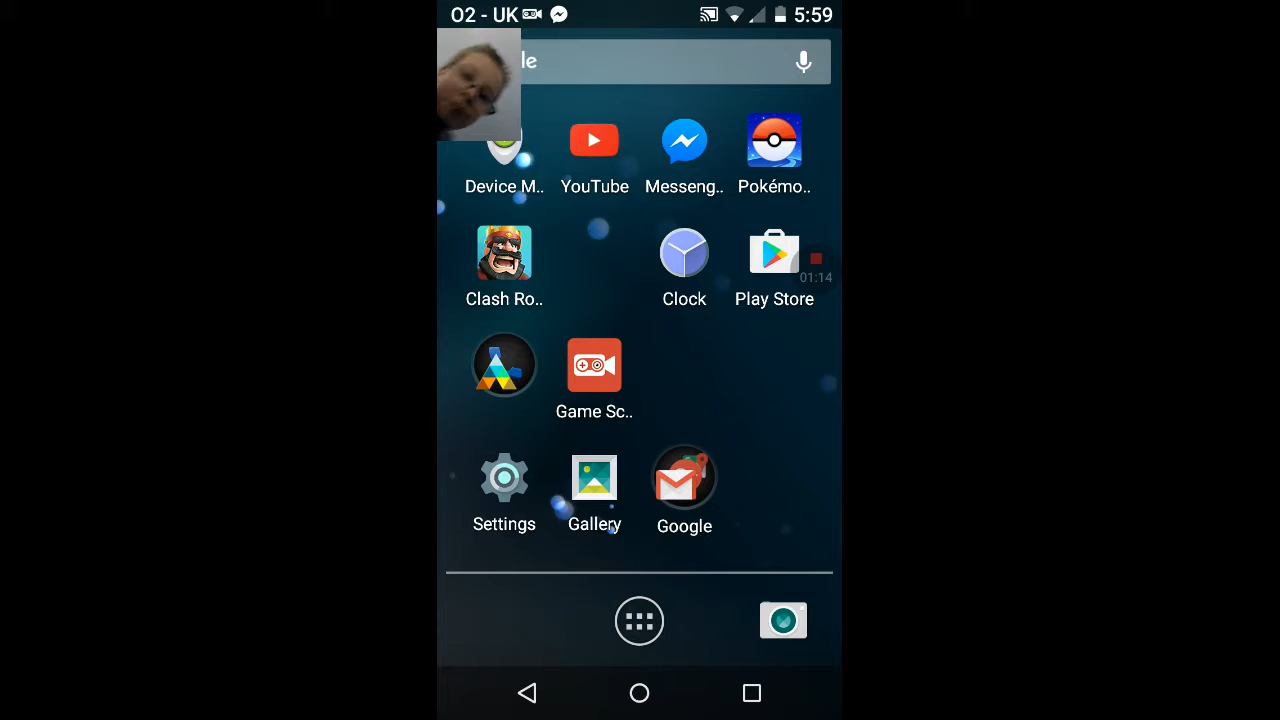 O2 - UK 5:59
le
Device M.. YouTube Messeng.. Pokémo..
01:14
Clash Ro.. Clock Play Store
Game Sc..
Settings Gallery Google